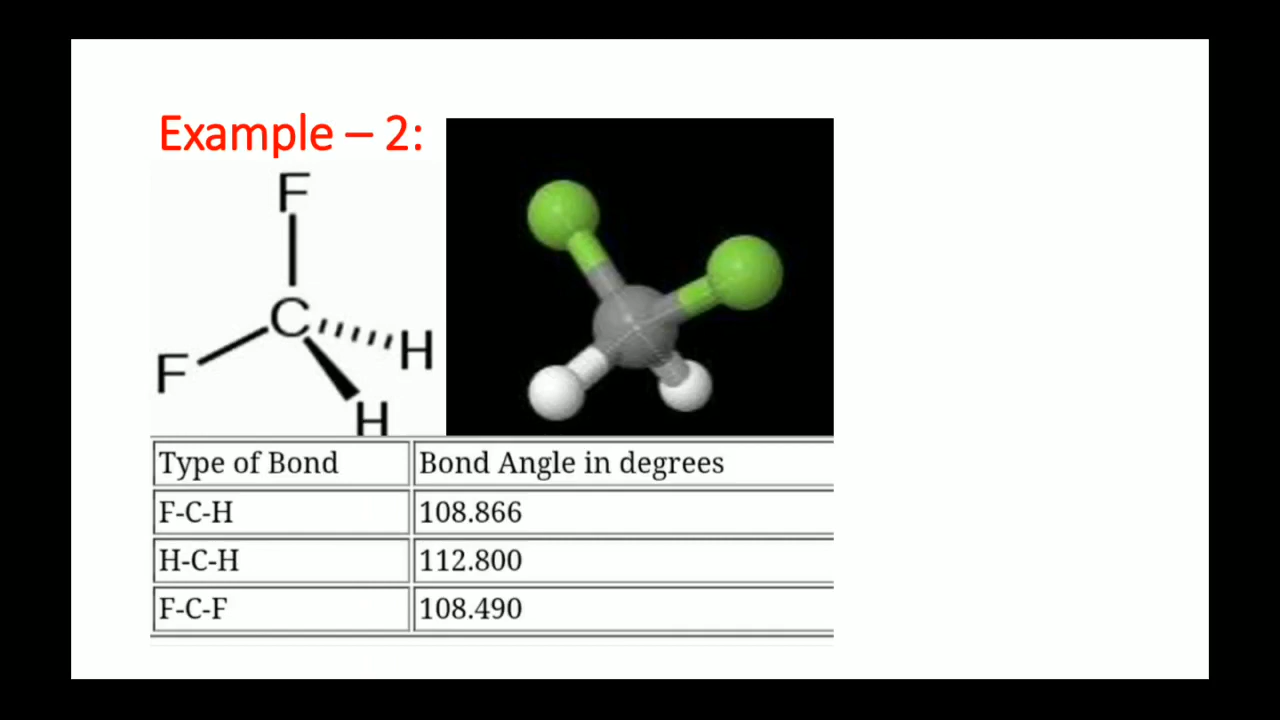 Example – 2:
F
C
H
F
H
Type of Bond Bond Angle in degrees
F-C-H 108.866
H-C-H 112.800
F-C-F 108.490